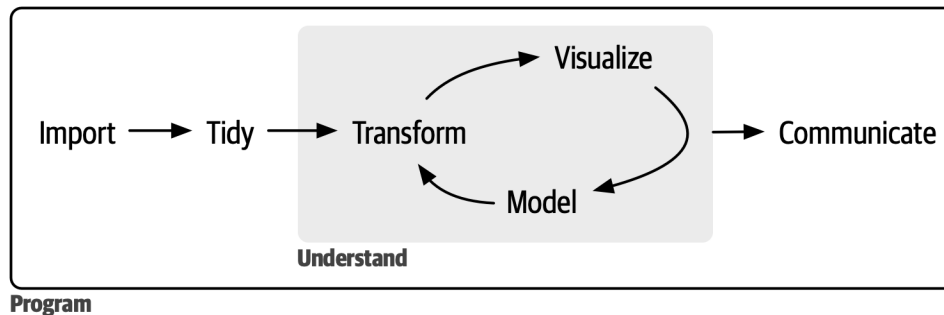 Visualize
Import
Tidy
Transform
Communicate
Model
Understand
Program